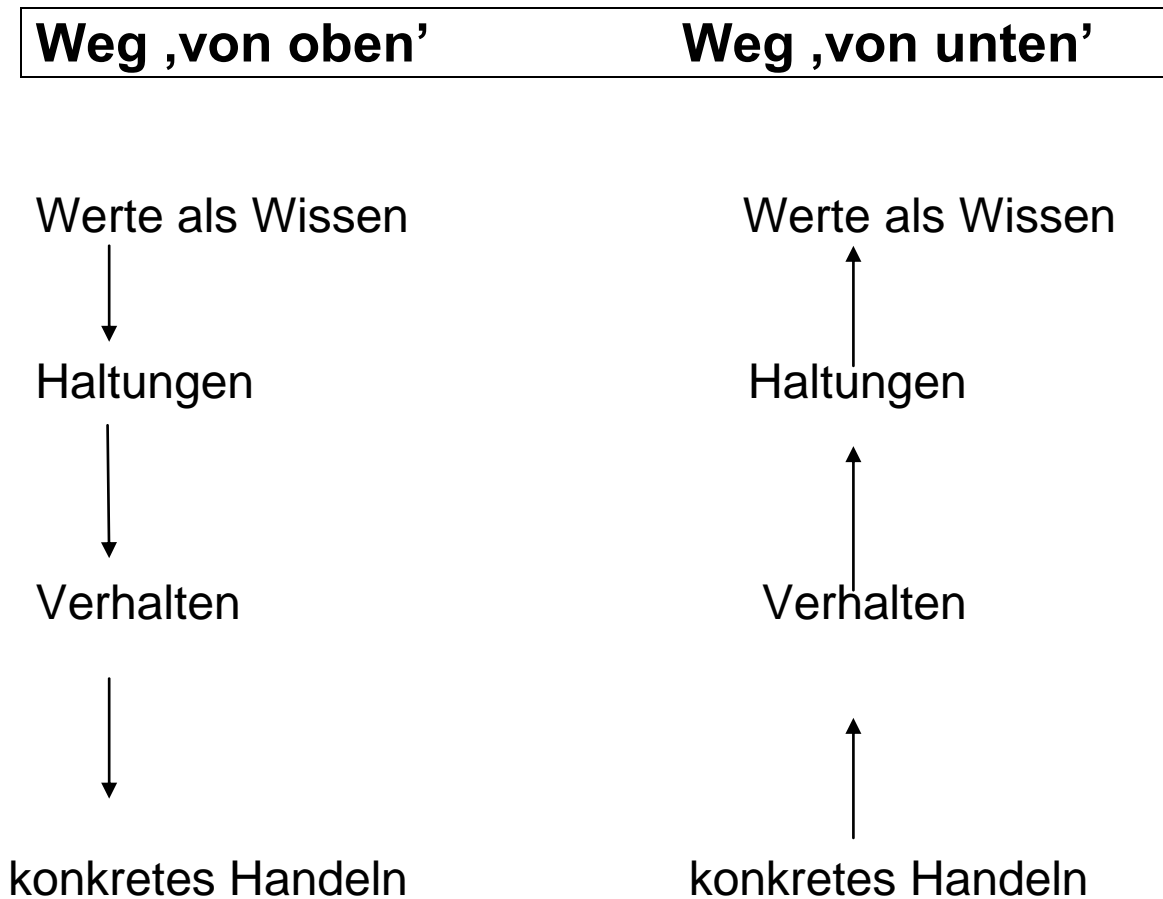 Weg ‚von oben’ Weg ‚von unten’
Werte als Wissen Werte als Wissen
Haltungen Haltungen
Verhalten Verhalten
konkretes Handeln konkretes Handeln